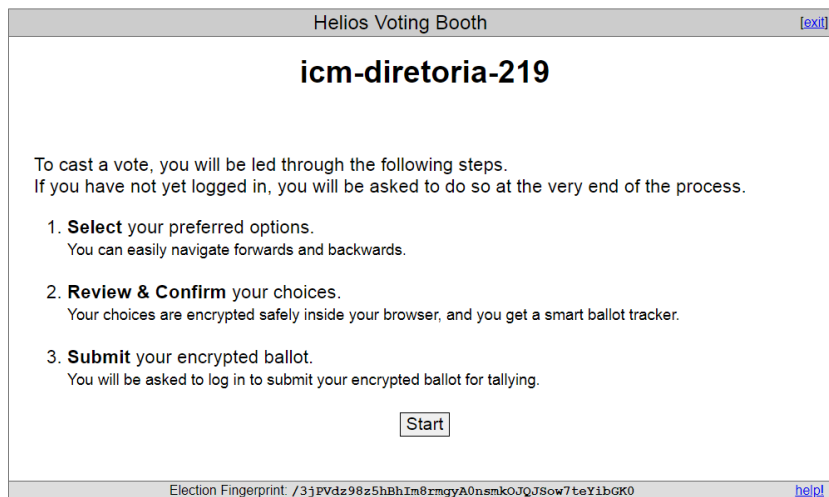 Helios Voting Booth
[exit]
icm-diretoria-219
To cast a vote, you will be led through the following steps.
If you have not yet logged in, you will be asked to do so at the very end of the process.
1. Select your preferred options.
You can easily navigate forwards and backwards.
2. Review & Confirm your choices.
Your choices are encrypted safely inside your browser, and you get a smart ballot tracker.
3. Submit your encrypted ballot.
You will be asked to log in to submit your encrypted ballot for tallying.
Start
Election Fingerprint: /3jPVdz98z5hBhIm8rmgyA0nsmkOJQJSow7teYibGK0
help!